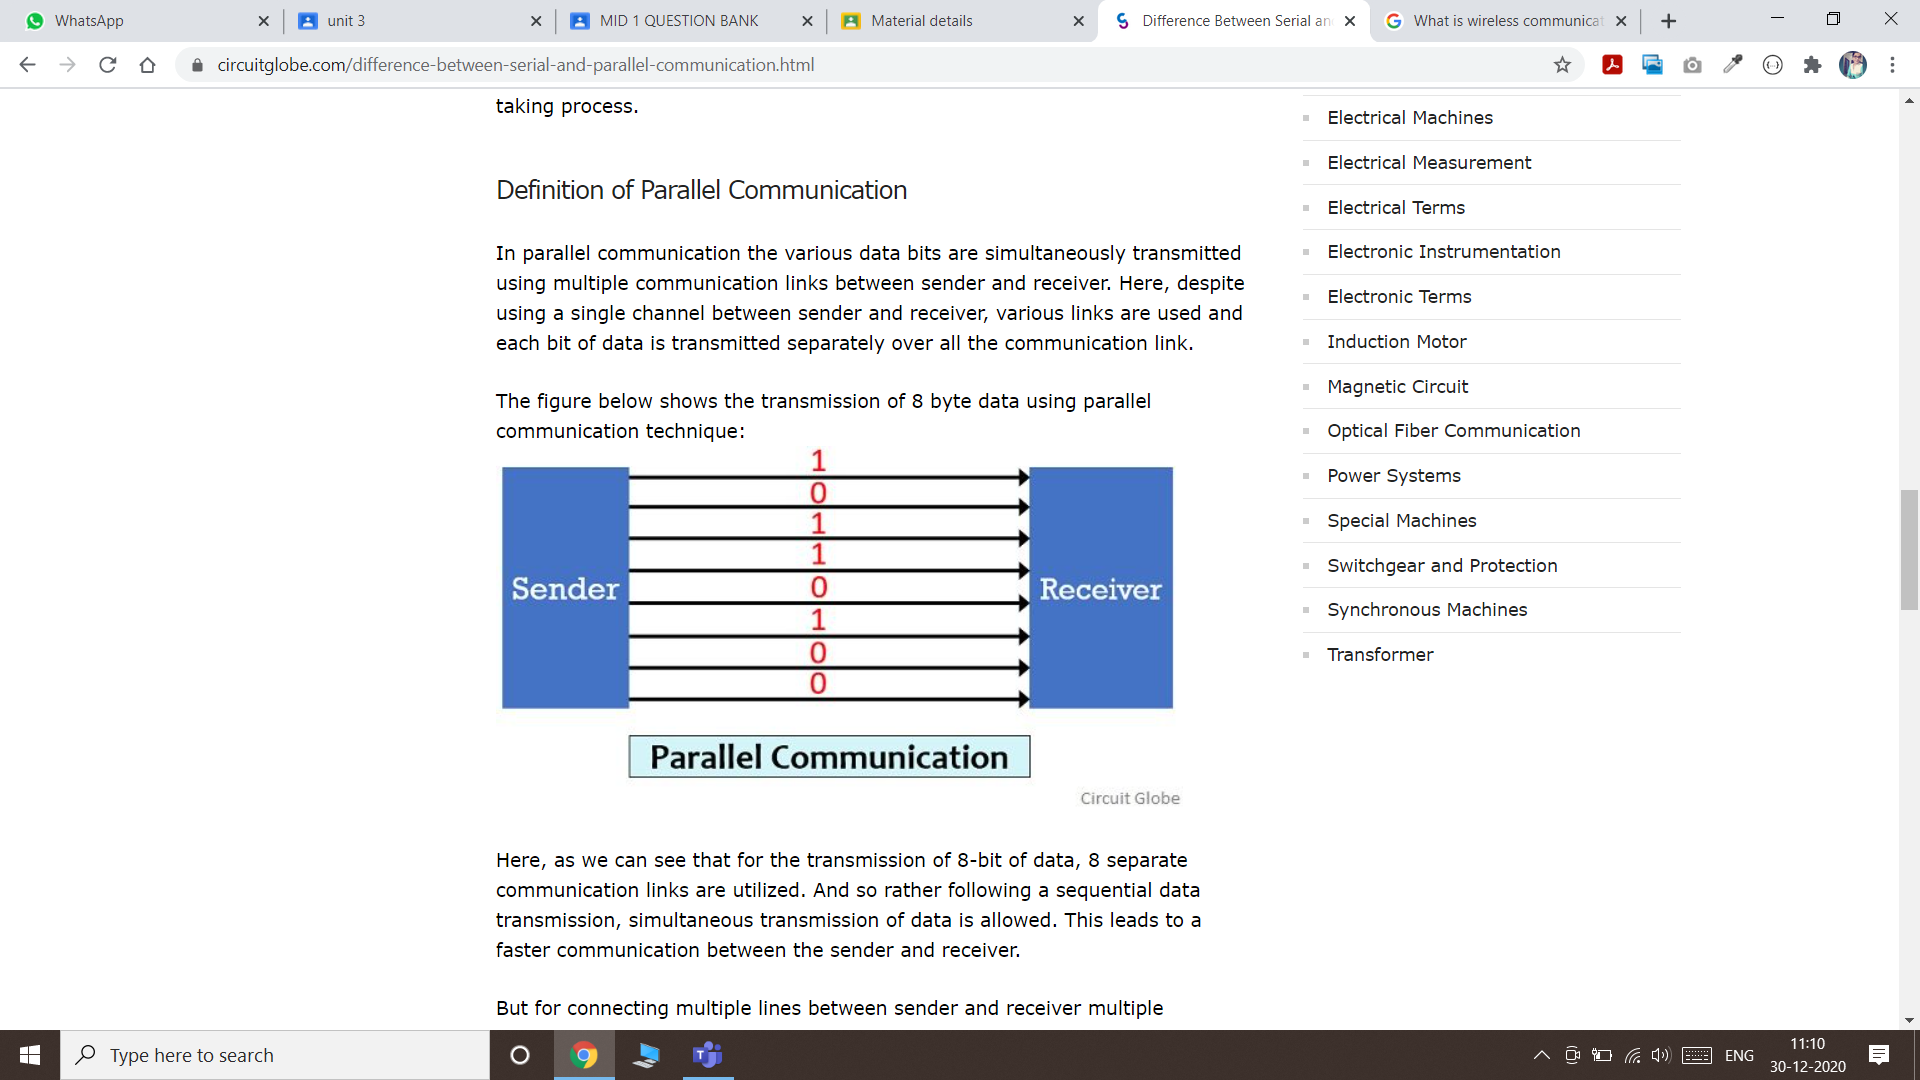 WhatsApp
unit 3
MID 1 QUESTION BANK
Material details
Difference Between Serial an
What is wireless communicat
circuitglobe.com/difference-between-serial-and-parallel-communication.html
taking process.
Definition of Parallel Communication
In parallel communication the various data bits are simultaneously transmitted
using multiple communication links between sender and receiver. Here, despite
using a single channel between sender and receiver, various links are used and
each bit of data is transmitted separately over all the communication link.
The figure below shows the transmission of 8 byte data using parallel
communication technique:
1
0
1
1
0
1
0
0
Sender
Receiver
Parallel Communication
Circuit Globe
Here, as we can see that for the transmission of 8-bit of data, 8 separate
communication links are utilized. And so rather following a sequential data
transmission, simultaneous transmission of data is allowed. This leads to a
faster communication between the sender and receiver.
But for connecting multiple lines between sender and receiver multiple
Electrical Machines
Electrical Measurement
Electrical Terms
Electronic Instrumentation
Electronic Terms
Induction Motor
Magnetic Circuit
Optical Fiber Communication
Power Systems
Special Machines
Switchgear and Protection
Synchronous Machines
Transformer
Type here to search
ENG
11:10
30-12-2020